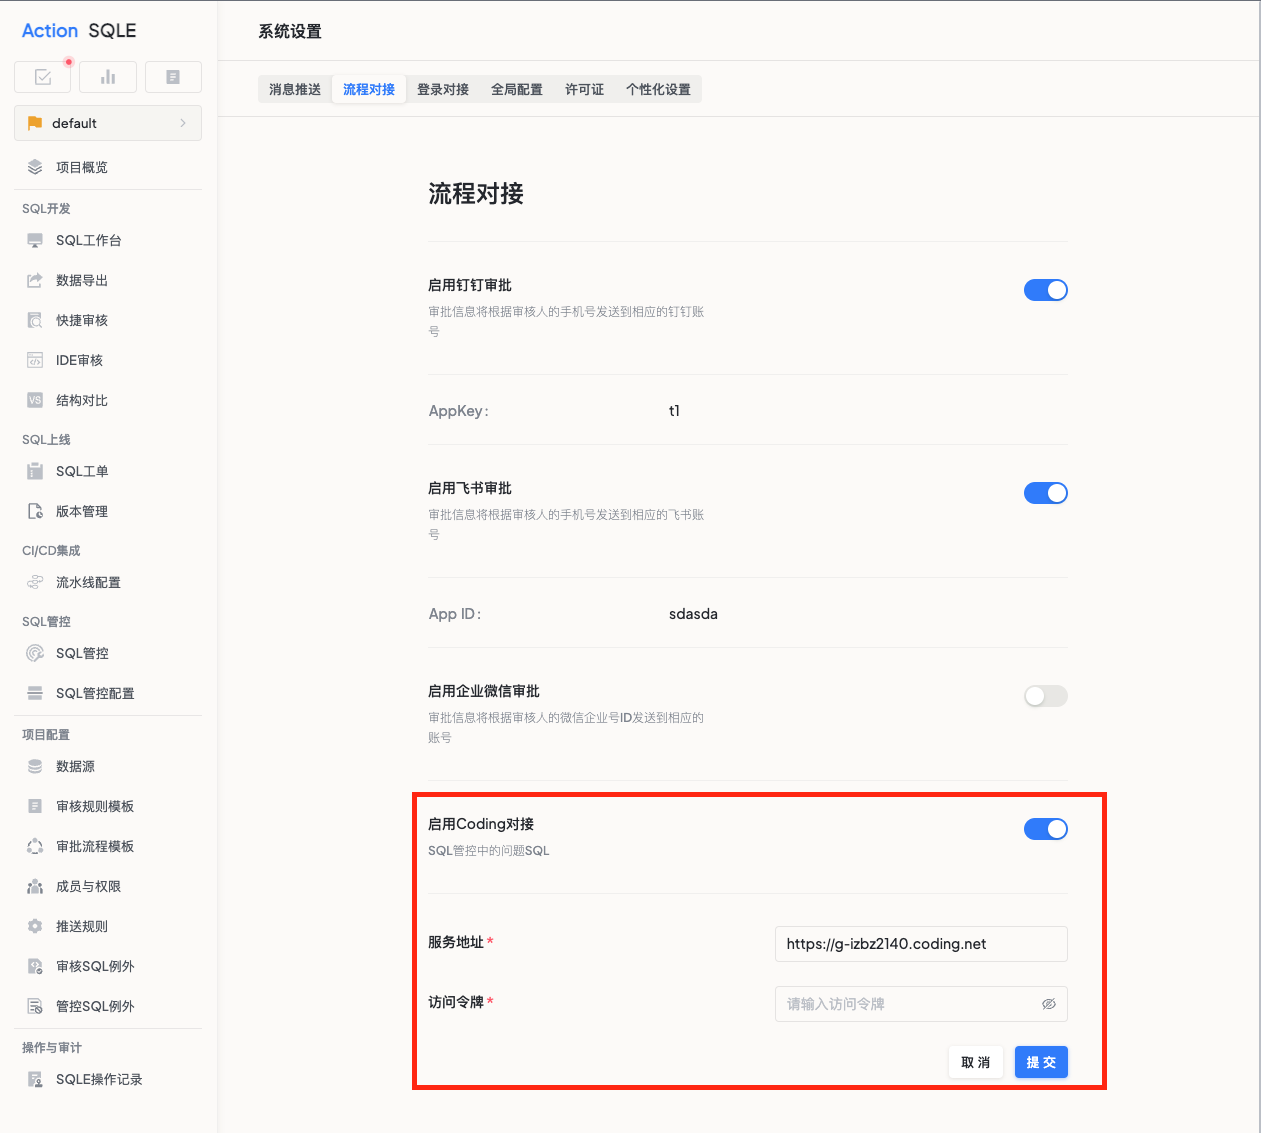 Action SQLE
default
项目概览
SQL开发
SQL工作台
数据导出
快捷审核
IDE审核
VS
结构对比
SQL上线
SQL工单
版本管理
CI/CD集成
流水线配置
SQL管控
SQL管控
SQL管控配置
项目配置
数据源
审核规则模板
审批流程模板
成员与权限
推送规则
审核SQL例外
管控SQL例外
操作与审计
SQLE操作记录
系统设置
消息推送 流程对接 登录对接 全局配置 许可证 个性化设置
流程对接
启用钉钉审批
审批信息将根据审核人的手机号发送到相应的钉钉账
号
AppKey: t1
启用飞书审批
审批信息将根据审核人的手机号发送到相应的飞书账
号
App ID: sdasda
启用企业微信审批
审批信息将根据审核人的微信企业号ID发送到相应的
账号
启用Coding对接
SQL管控中的问题SQL
服务地址* https://g-izbz2140.coding.net
访问令牌* 请输入访问令牌
取 消 提 交